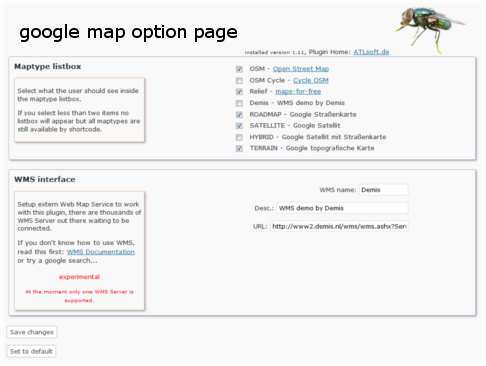 google map option page
installed version 1.11, Plugin Home: ATLsoft.de
Maptype listbox
Select what the user should see inside
the maptype listbox.
If you select less than two items no
listbox will appear but all maptypes are
still available by shortcode.
OSM - Open Street Map
OSM Cycle - Cycle OSM
Relief - maps-for-free
Demis - WMS demo by Demis
ROADMAP - Google Straßenkarte
SATELLITE - Google Satellit
HYBRID - Google Satellit mit Straßenkarte
TERRAIN - Google topografische Karte
WMS interface
Setup extern Web Map Service to work
with this plugin, there are thousands of
WMS Server out there waiting to be
connected.
If you don't know how to use WMS,
read this first: WMS Documentation
or try a google search...
experimental
At the moment only one WMS Server is
supported.
WMS name: Demis
Desc.: WMS demo by Demis
URL: http://www2.demis.nl/wms/wms.ashx?Ser
Save changes
Set to default